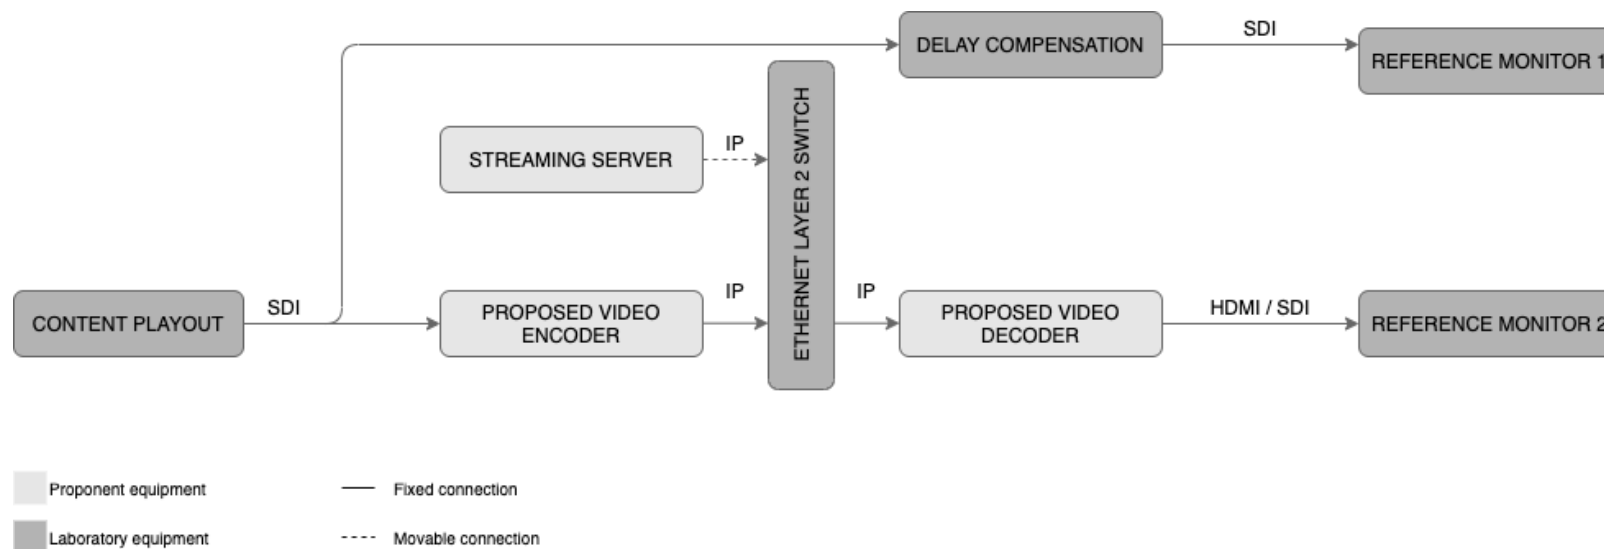 DELAY COMPENSATION
SDI
REFERENCE MONITOR 1
STREAMING SERVER
IP
ETHERNET LAYER 2 SWITCH
CONTENT PLAYOUT
SDI
PROPOSED VIDEO
ENCODER
IP
IP
PROPOSED VIDEO
DECODER
HDMI / SDI
REFERENCE MONITOR 2
Proponent equipment
Fixed connection
Laboratory equipment
Movable connection